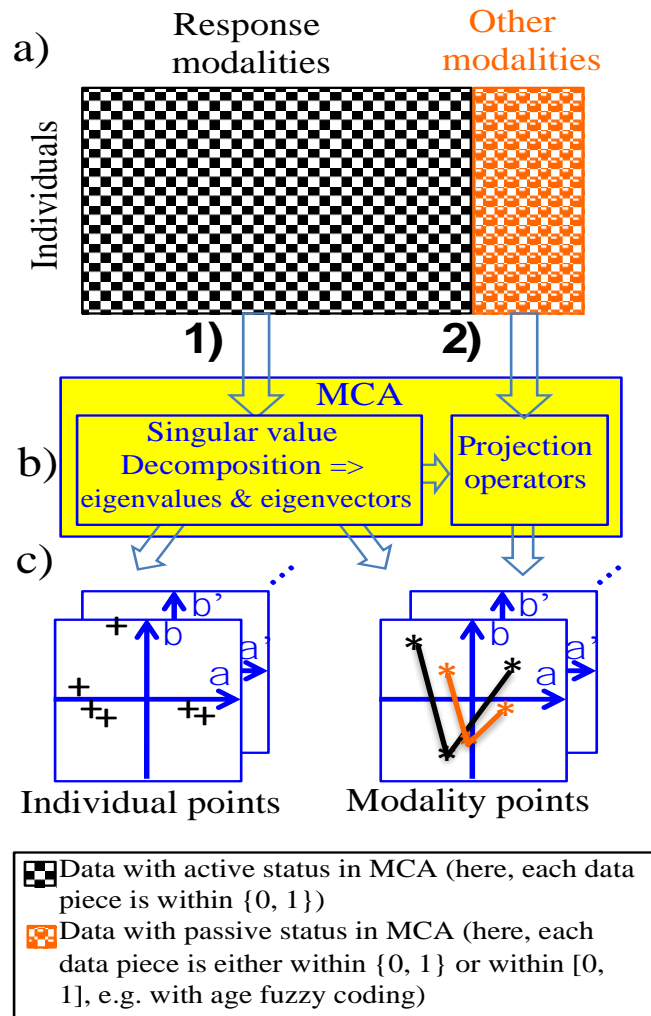 a)
Response
modalities
Other
modalities
Individuals
1)
2)
MCA
b)
Singular value
Decomposition =>
eigenvalues & eigenvectors
Projection
operators
c)
b'
b
a'
a
...
b'
b
a'
a
...
Individual points
Modality points
Data with active status in MCA (here, each data
piece is within {0, 1})
Data with passive status in MCA (here, each
data piece is either within {0, 1} or within [0,
1], e.g. with age fuzzy coding)